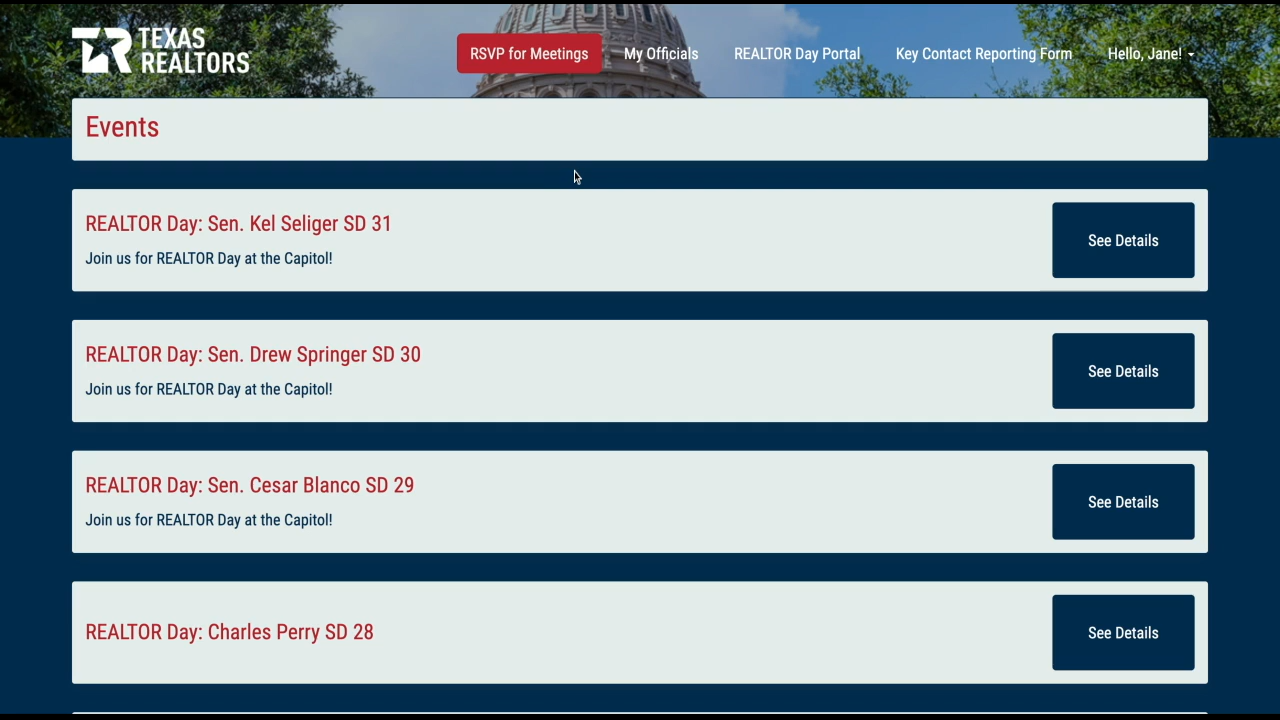 TEXAS
REALTORS
RSVP for Meetings
My Officials
REALTOR Day Portal
Key Contact Reporting Form
Hello, Jane!
Events
REALTOR Day: Sen. Kel Seliger SD 31
Join us for REALTOR Day at the Capitol!
See Details
REALTOR Day: Sen. Drew Springer SD 30
Join us for REALTOR Day at the Capitol!
See Details
REALTOR Day: Sen. Cesar Blanco SD 29
Join us for REALTOR Day at the Capitol!
See Details
REALTOR Day: Charles Perry SD 28
See Details